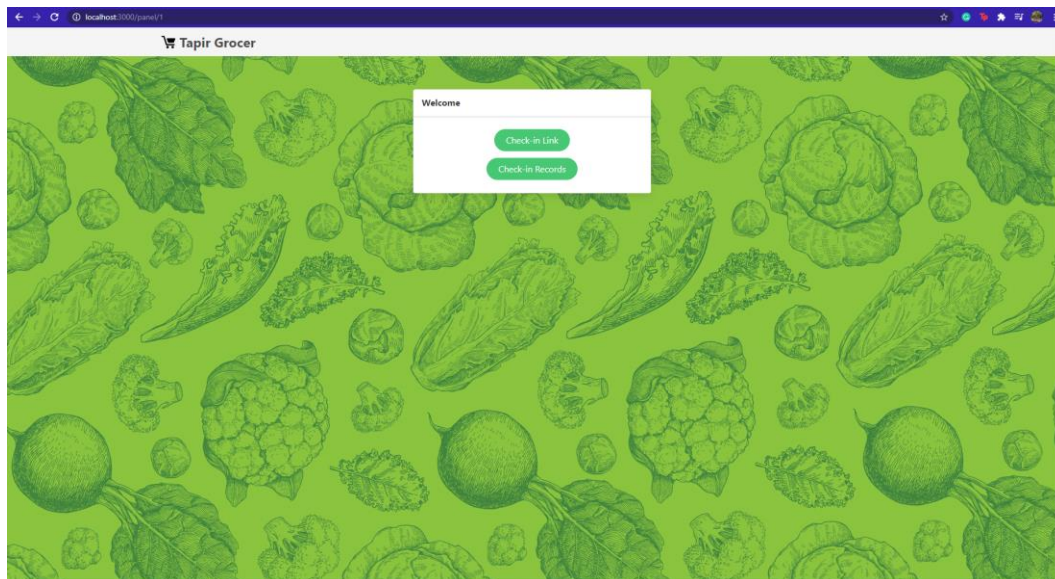 localhost:3000/panel/1
Tapir Grocer
Welcome
Check-in Link
Check-in Records